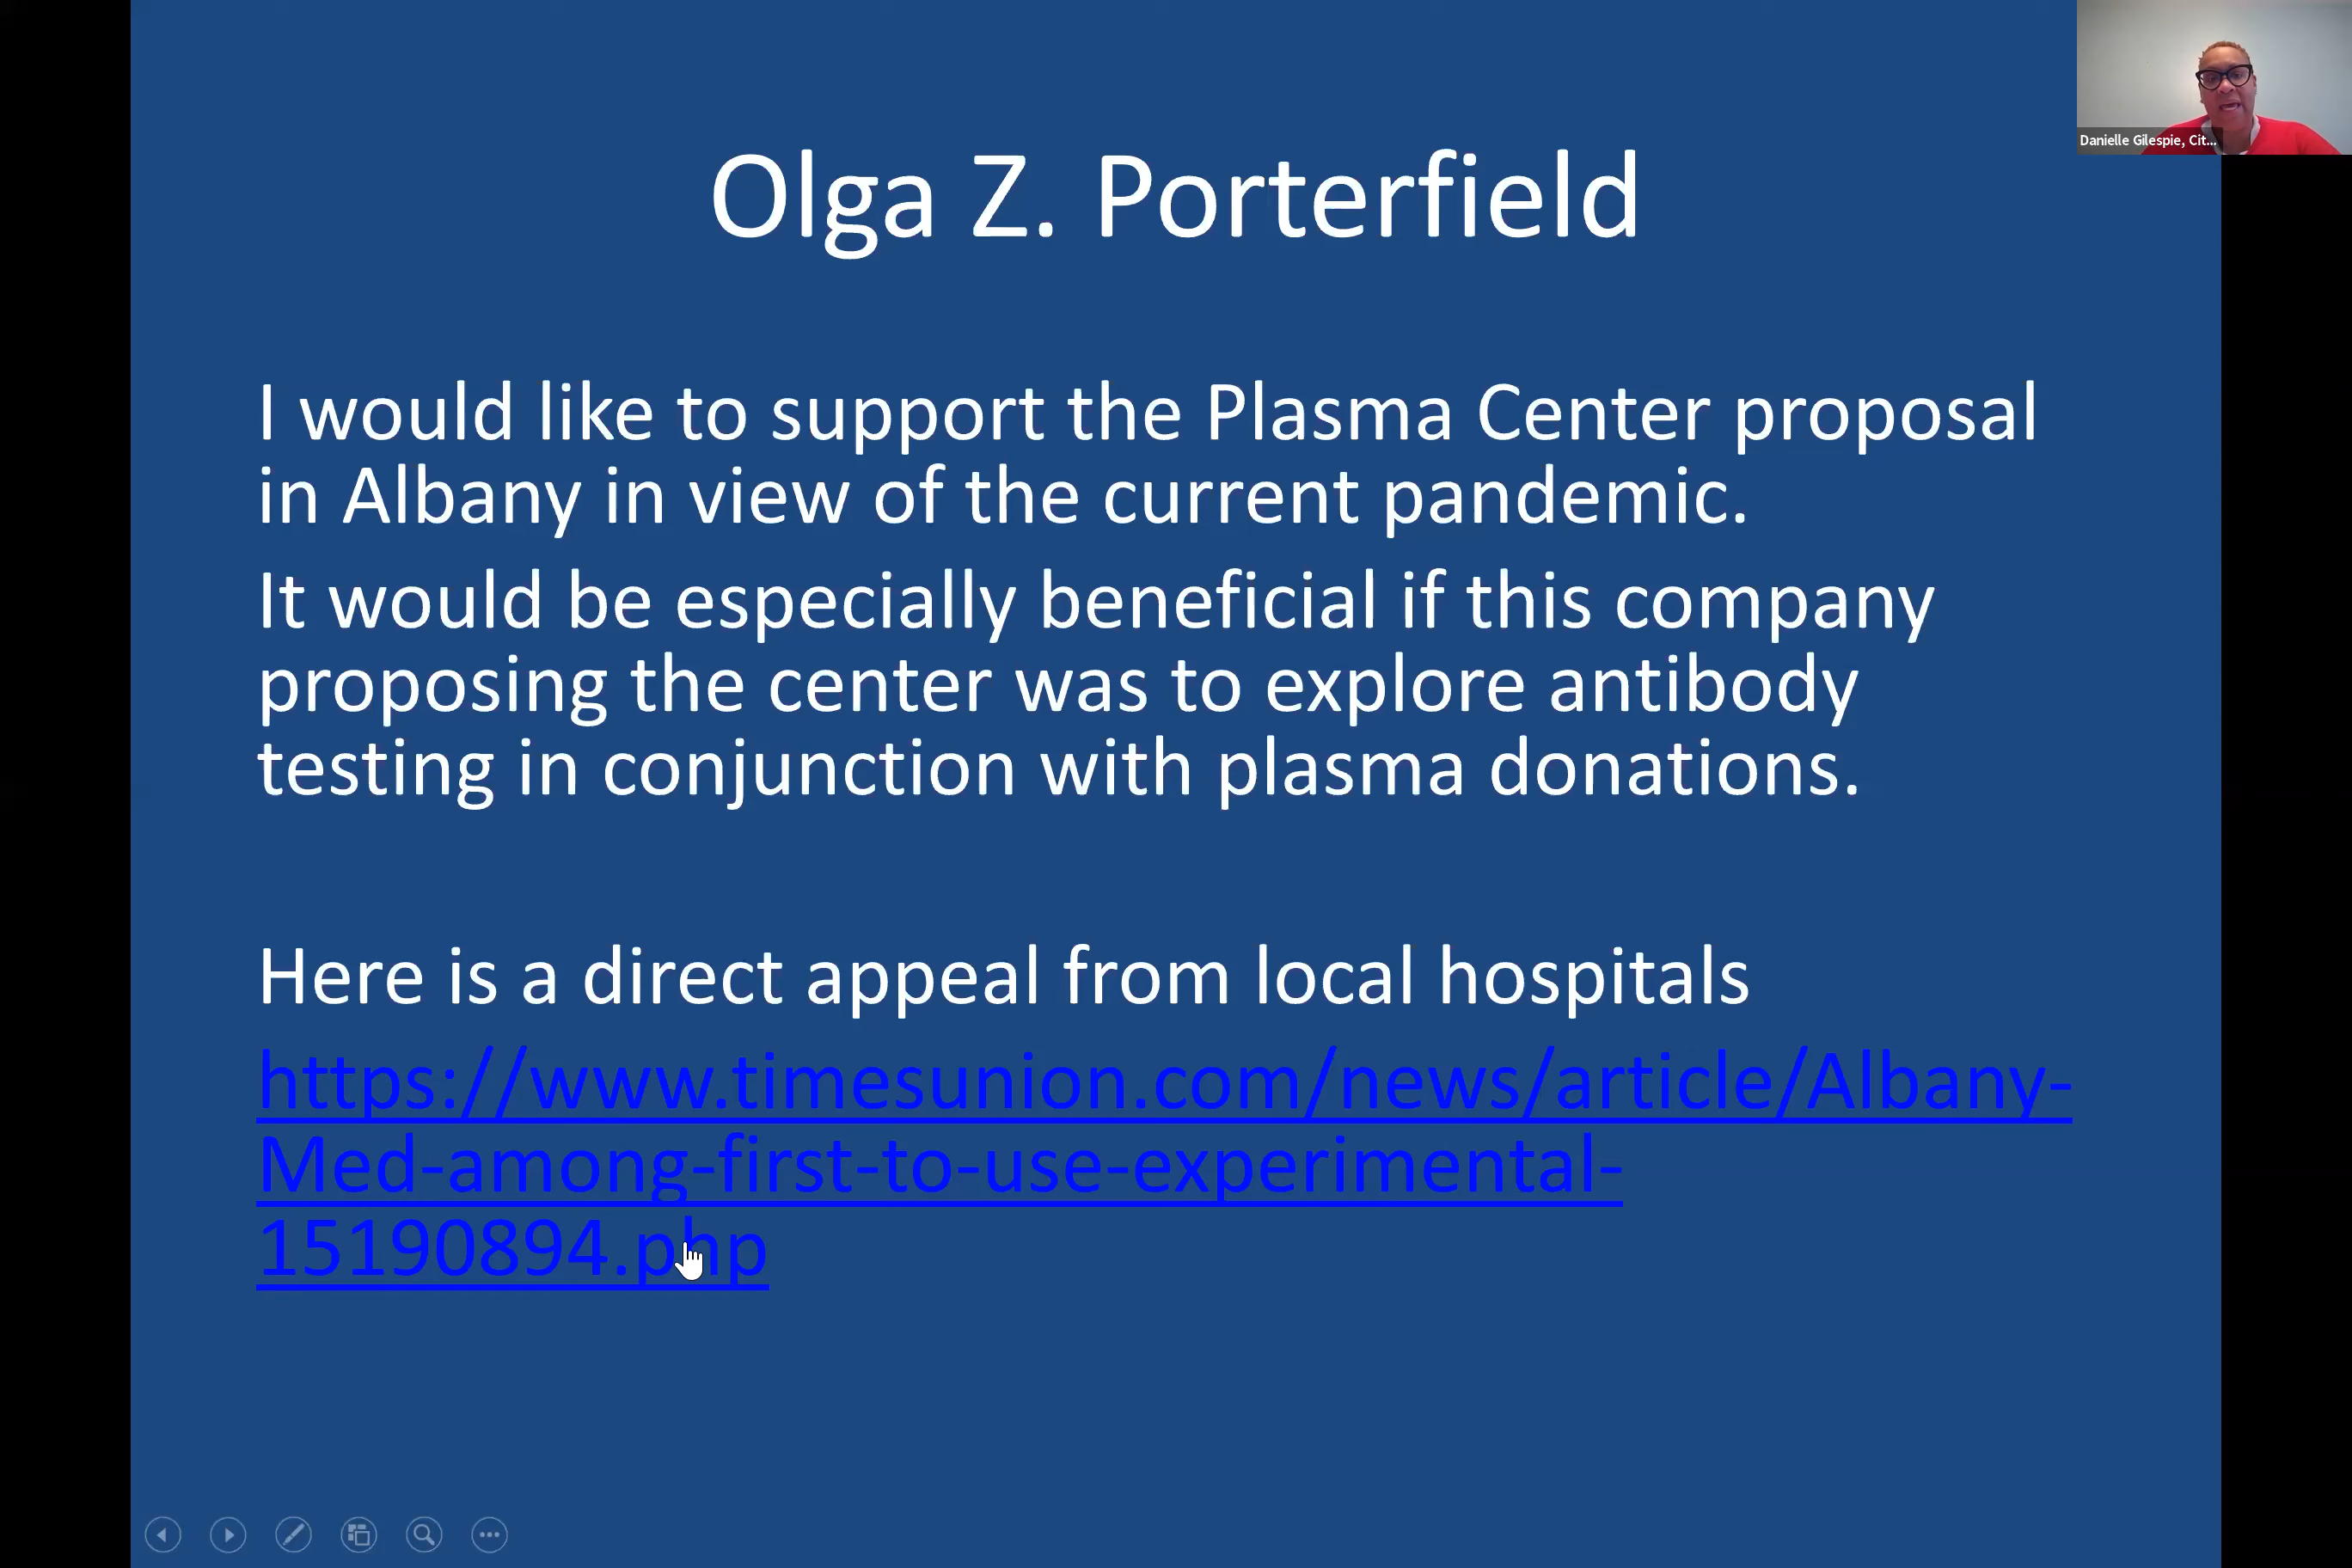 Danielle Gilespie, Cit...
Olga Z. Porterfield
I would like to support the Plasma Center proposal
in Albany in view of the current pandemic.
It would be especially beneficial if this company
proposing the center was to explore antibody
testing in conjunction with plasma donations.
Here is a direct appeal from local hospitals
https://www.timesunion.com/news/article/Albany-
Med-among-first-to-use-experimental-
15190894.php